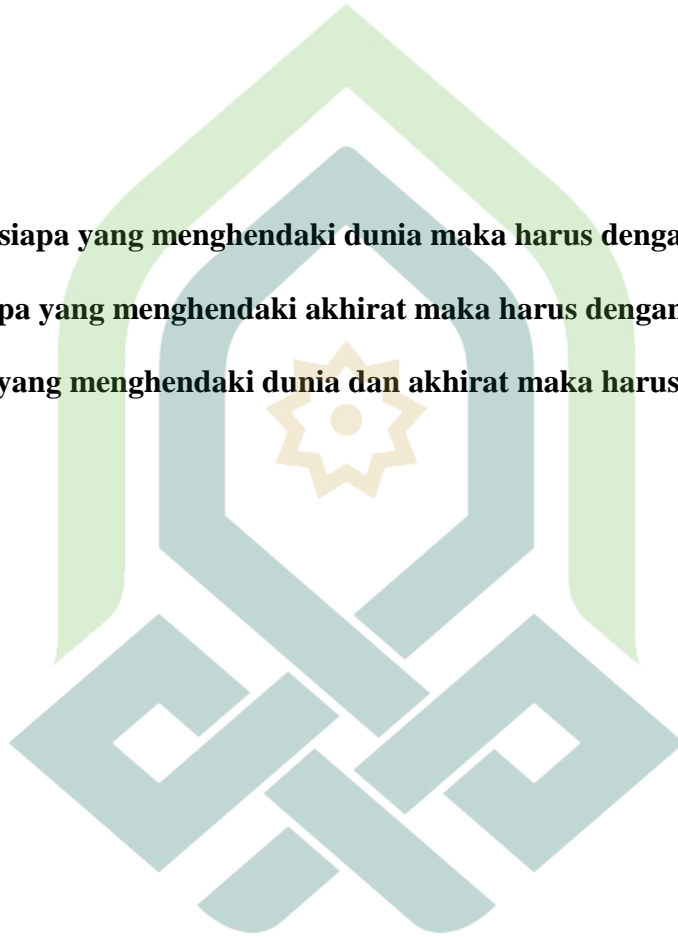 siapa yang menghendaki dunia maka harus denga
pa yang menghendaki akhirat maka harus dengan
yang menghendaki dunia dan akhirat maka harus